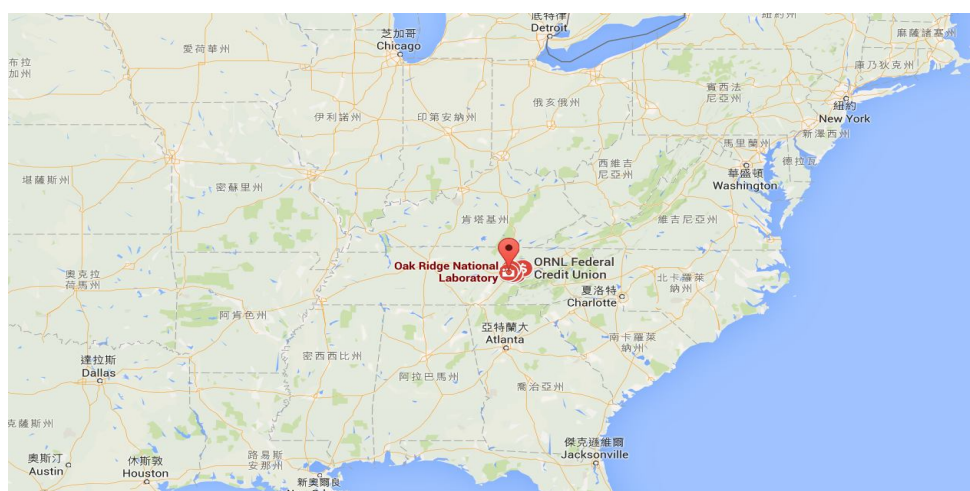 底特律
Detroit
紐約州
麻薩諸塞州
芝加哥
Chicago
愛荷華州
康乃狄克州
布拉
加州
賓西法
尼亞州
俄亥俄州
紐約
New York
伊利諾州
印第安納州
新澤西州
馬里蘭州
德拉瓦
西維吉
尼亞州
華盛頓
Washington
堪薩斯州
密蘇里州
肯塔基州
維吉尼亞州
Oak Ridge National
Laboratory
ORNL Federal
Credit Union
奧克拉
荷馬州
北卡羅萊
納州
夏洛特
Charlotte
阿肯色州
亞特蘭大
Atlanta
南卡羅萊
納州
密西西比州
達拉斯
Dallas
阿拉巴馬州
喬治亞州
克薩斯州
傑克遜維爾
Jacksonville
奧斯汀
Austin
休斯敦
Houston
路易斯
安那州
新奧爾良